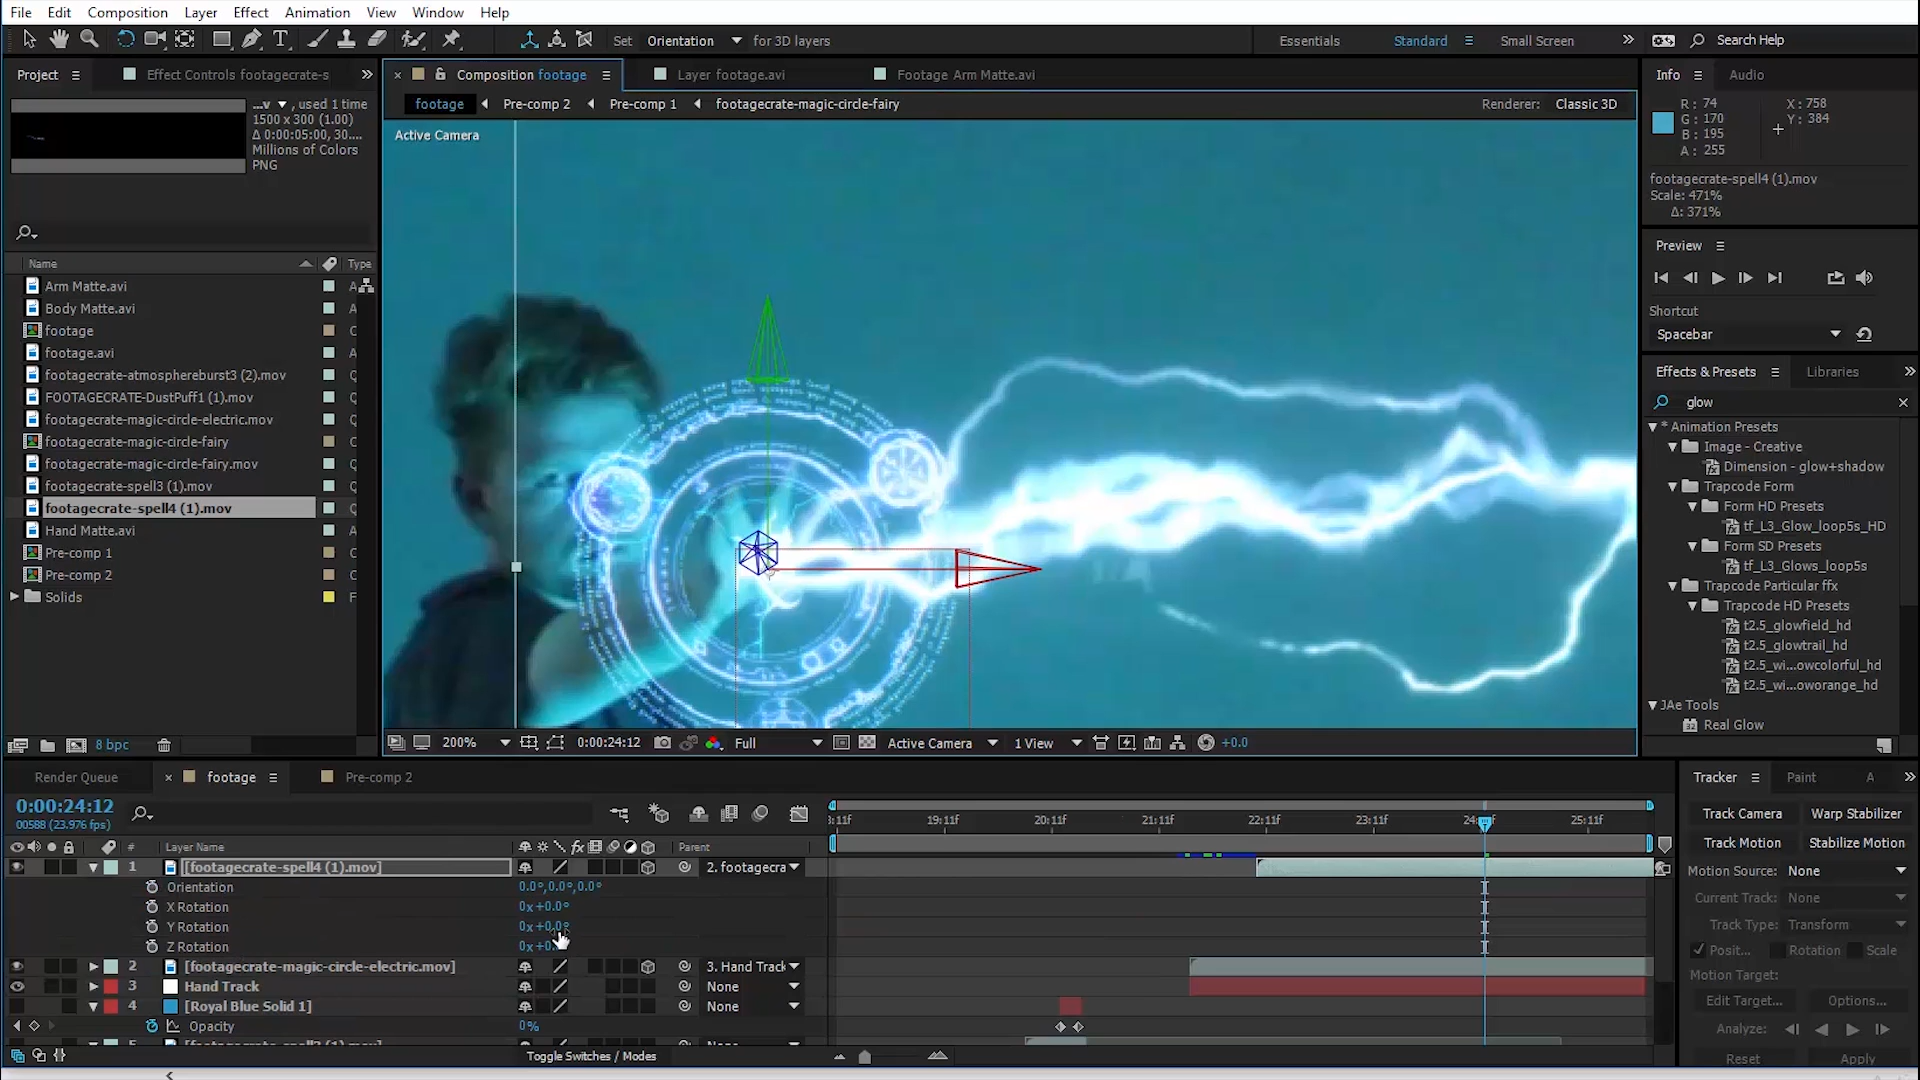 File Edit Composition Layer Effect Animation View Window Help
Set Orientation for 3D layers Essentials Standard Small Screen Search Help
Project Effect Controls footagecrate-s
Composition footage Layer footage.avi Footage Arm Matte.avi
Info Audio
...v , used 1 time
1500 x 300 (1.00)
Δ 0:00:05:00, 30....
Millions of Colors
PNG
footage Pre-comp 2 Pre-comp 1 footagecrate-magic-circle-fairy
Renderer: Classic 3D
Active Camera
R : 74
G : 170
B : 195
A : 255
X : 758
Y : 384
footagecrate-spell4 (1).mov
Scale: 471%
Δ: 371%
Name Type
Arm Matte.avi A
Body Matte.avi A
footage C
footage.avi A
footagecrate-atmosphereburst3 (2).mov Q
FOOTAGECRATE-DustPuff1 (1).mov Q
footagecrate-magic-circle-electric.mov Q
footagecrate-magic-circle-fairy C
footagecrate-magic-circle-fairy.mov Q
footagecrate-spell3 (1).mov Q
footagecrate-spell4 (1).mov Q
Hand Matte.avi A
Pre-comp 1 C
Pre-comp 2 C
Solids F
8 bpc
Preview
Shortcut
Spacebar
Effects & Presets Libraries
glow
* Animation Presets
Image - Creative
Dimension - glow+shadow
Trapcode Form
Form HD Presets
tf_L3_Glow_loop5s_HD
Form SD Presets
tf_L3_Glows_loop5s
Trapcode Particular ffx
Trapcode HD Presets
t2.5_glowfield_hd
t2.5_glowtrail_hd
t2.5_wi...owcolorful_hd
t2.5_wi...oworange_hd
JAe Tools
Real Glow
200% 0:00:24:12 Full Active Camera 1 View +0.0
Render Queue footage Pre-comp 2
0:00:24:12
00588 (23.976 fps)
:11f 19:11f 20:11f 21:11f 22:11f 23:11f 24: 25:11f
# Layer Name fx Parent
1 [footagecrate-spell4 (1).mov] 2. footagecra
Orientation 0.0°,0.0°,0.0°
X Rotation 0x+0.0°
Y Rotation 0x+0.0°
Z Rotation 0x+0.
2 [footagecrate-magic-circle-electric.mov] 3. Hand Track
3 Hand Track None
4 [Royal Blue Solid 1] None
Opacity 0%
Toggle Switches / Modes
Tracker Paint A
Track Camera Warp Stabilizer
Track Motion Stabilize Motion
Motion Source: None
Current Track: None
Track Type: Transform
Posit... Rotation Scale
Motion Target:
Edit Target... Options...
Analyze:
Reset Apply